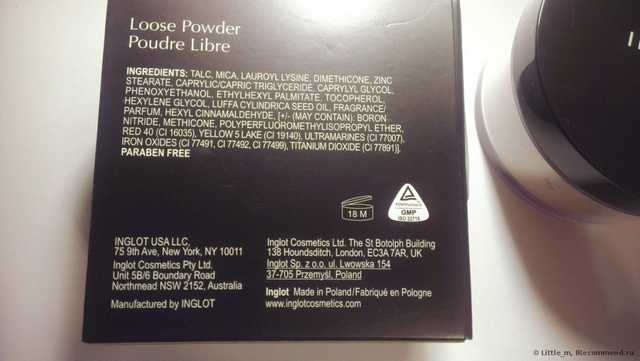 Loose Powder
Poudre Libre
INGREDIENTS: TALC, MICA, LAUROYL LYSINE, DIMETHICONE, ZINC
STEARATE, CAPRYLIC/CAPRIC TRIGLYCERIDE, CAPRYLYL GLYCOL,
PHENOXYETHANOL, ETHYLHEXYL PALMITATE, TOCOPHEROL,
HEXYLENE GLYCOL, LUFFA CYLINDRICA SEED OIL, FRAGRANCE/
PARFUM, HEXYL CINNAMALDEHYDE, [+/- (MAY CONTAIN): BORON
NITRIDE, METHICONE, POLYPERFLUOROMETHYLISOPROPYL ETHER,
RED 40 (CI 16035), YELLOW 5 LAKE (CI 19140), ULTRAMARINES (CI 77007),
IRON OXIDES (CI 77491, CI 77492, CI 77499), TITANIUM DIOXIDE (CI 77891)].
PARABEN FREE
18 M
GMP
ISO 22716
INGLOT USA LLC,
75 9th Ave, New York, NY 10011
Inglot Cosmetics Pty Ltd.
Unit 5B/6 Boundary Road
Northmead NSW 2152, Australia
Manufactured by INGLOT
Inglot Cosmetics Ltd. The St Botolph Building
138 Houndsditch, London, EC3A 7AR, UK
Inglot Sp. z o.o. ul. Lwowska 154
37-705 Przemyśl, Poland
Inglot Made in Poland/Fabriqué en Pologne
www.inglotcosmetics.com
© Little_m, IRecommend.ru